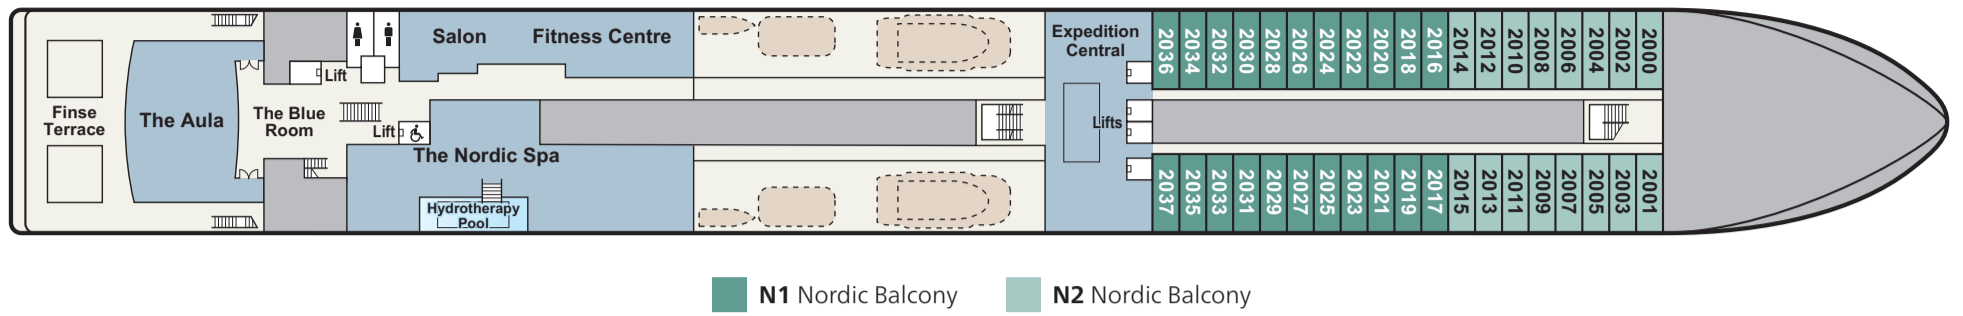 Salon
Fitness Centre
Expedition
Central
2036
2034
2032
2030
2028
2026
2024
2022
2020
2018
2016
2014
2012
2010
2008
2006
2004
2002
2000
Lift
Finse
Terrace
The Aula
The Blue
Room
Lift
Lifts
The Nordic Spa
Hydrotherapy
Pool
2037
2035
2033
2031
2029
2027
2025
2023
2021
2019
2017
2015
2013
2011
2009
2007
2005
2003
2001
N1 Nordic Balcony
N2 Nordic Balcony